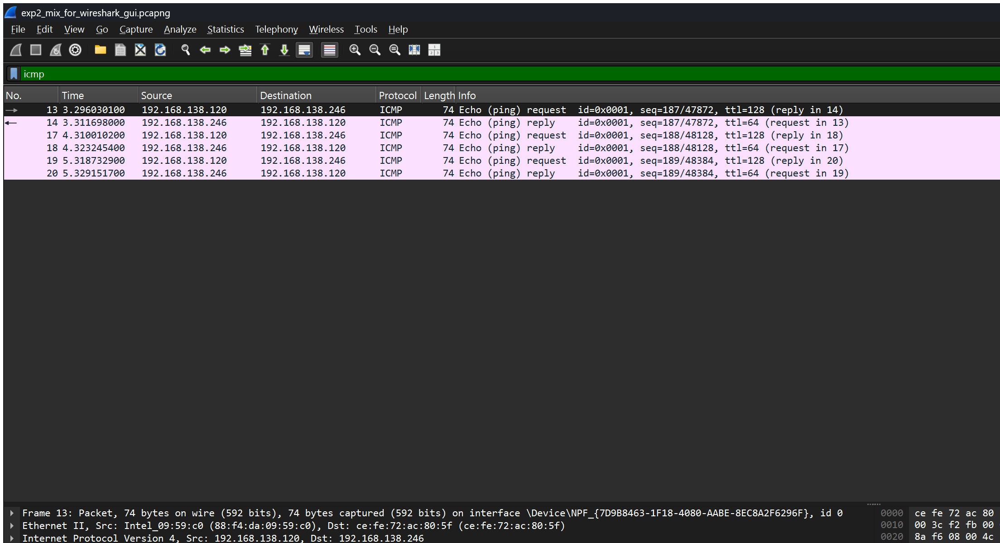 exp2_mix_for_wireshark_gui.pcapng
File Edit View Go Capture Analyze Statistics Telephony Wireless Tools Help
icmp
No. Time Source Destination Protocol Length Info
13 3.296030100 192.168.138.120 192.168.138.246 ICMP 74 Echo (ping) request id=0x0001, seq=187/47872, ttl=128 (reply in 14)
14 3.311698000 192.168.138.246 192.168.138.120 ICMP 74 Echo (ping) reply id=0x0001, seq=187/47872, ttl=64 (request in 13)
17 4.310010200 192.168.138.120 192.168.138.246 ICMP 74 Echo (ping) request id=0x0001, seq=188/48128, ttl=128 (reply in 18)
18 4.323245400 192.168.138.246 192.168.138.120 ICMP 74 Echo (ping) reply id=0x0001, seq=188/48128, ttl=64 (request in 17)
19 5.318732900 192.168.138.120 192.168.138.246 ICMP 74 Echo (ping) request id=0x0001, seq=189/48384, ttl=128 (reply in 20)
20 5.329151700 192.168.138.246 192.168.138.120 ICMP 74 Echo (ping) reply id=0x0001, seq=189/48384, ttl=64 (request in 19)
Frame 13: Packet, 74 bytes on wire (592 bits), 74 bytes captured (592 bits) on interface \Device\NPF_{7D9B8463-1F18-4080-AABE-8EC8A2F6296F}, id 0
Ethernet II, Src: Intel_09:59:c0 (88:f4:da:09:59:c0), Dst: ce:fe:72:ac:80:5f (ce:fe:72:ac:80:5f)
Internet Protocol Version 4, Src: 192.168.138.120, Dst: 192.168.138.246
0000 ce fe 72 ac 80
0010 00 3c f2 fb 00
0020 8a f6 08 00 4c